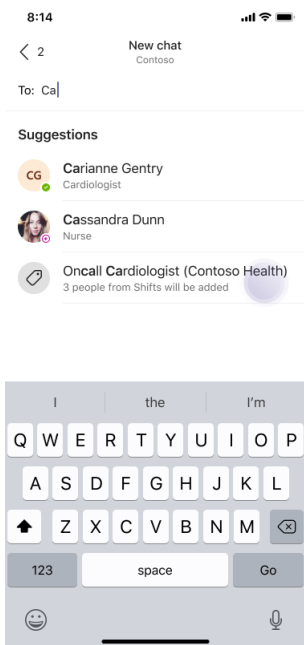 8:14
2
New chat
Contoso
To: Ca
Suggestions
CG
Carianne Gentry
Cardiologist
Cassandra Dunn
Nurse
Oncall Cardiologist (Contoso Health)
3 people from Shifts will be added
I the I'm
Q W E R T Y U I O P
A S D F G H J K L
Z X C V B N M
123 space Go